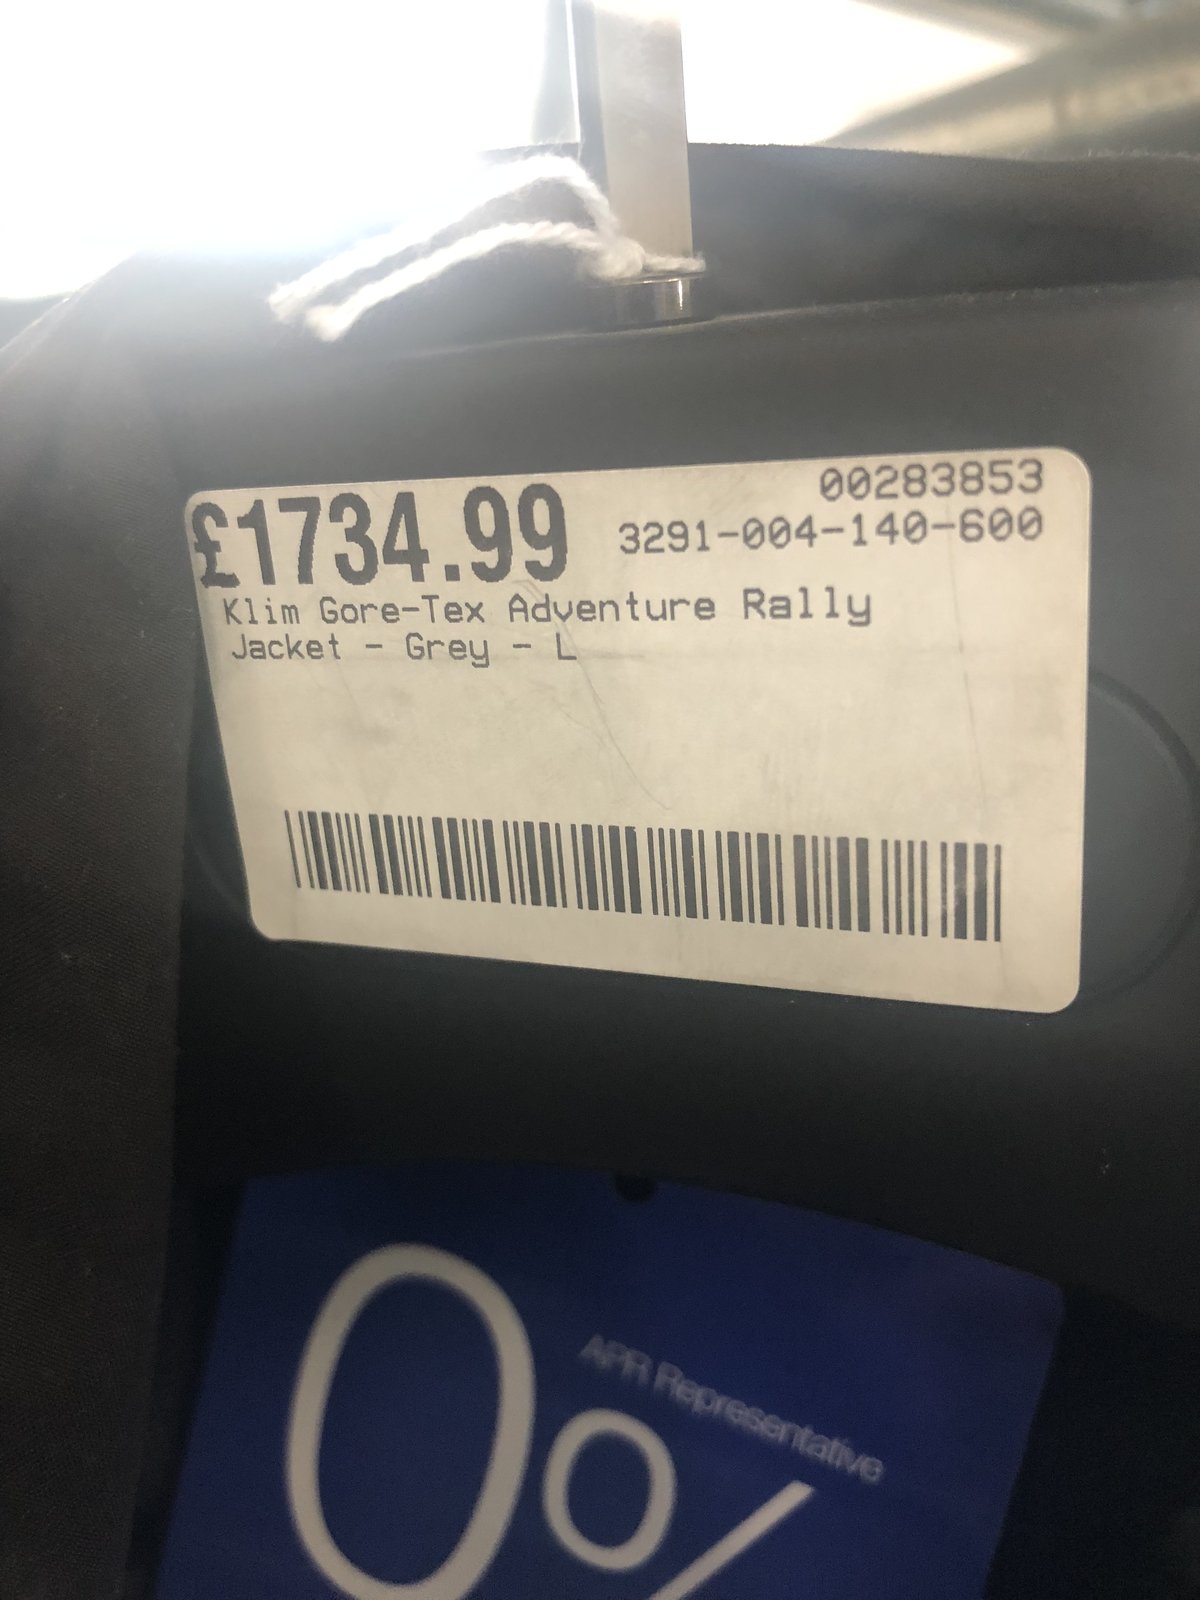 £1734.99
00283853
3291-004-140-600
Klim Gore-Tex Adventure Rally
Jacket - Grey - L
0%
APR Representative